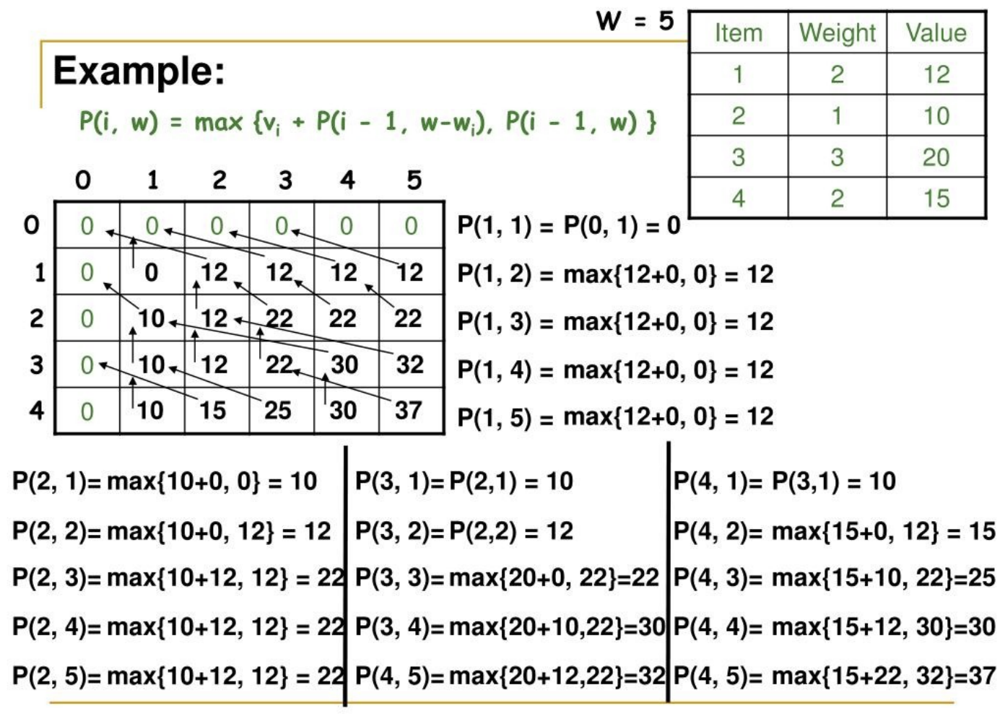 W = 5
Item Weight Value
1 2 12
2 1 10
3 3 20
4 2 15
Example:
P(i, w) = max {vi + P(i - 1, w-wi), P(i - 1, w) }
0 1 2 3 4 5
0 0 0 0 0 0 0
1 0 0 12 12 12 12
2 0 10 12 22 22 22
3 0 10 12 22 30 32
4 0 10 15 25 30 37
P(1, 1) = P(0, 1) = 0
P(1, 2) = max{12+0, 0} = 12
P(1, 3) = max{12+0, 0} = 12
P(1, 4) = max{12+0, 0} = 12
P(1, 5) = max{12+0, 0} = 12
P(2, 1)= max{10+0, 0} = 10
P(2, 2)= max{10+0, 12} = 12
P(2, 3)= max{10+12, 12} = 22
P(2, 4)= max{10+12, 12} = 22
P(2, 5)= max{10+12, 12} = 22
P(3, 1)= P(2,1) = 10
P(3, 2)= P(2,2) = 12
P(3, 3)= max{20+0, 22}=22
P(3, 4)= max{20+10,22}=30
P(4, 5)= max{20+12,22}=32
P(4, 1)= P(3,1) = 10
P(4, 2)= max{15+0, 12} = 15
P(4, 3)= max{15+10, 22}=25
P(4, 4)= max{15+12, 30}=30
P(4, 5)= max{15+22, 32}=37